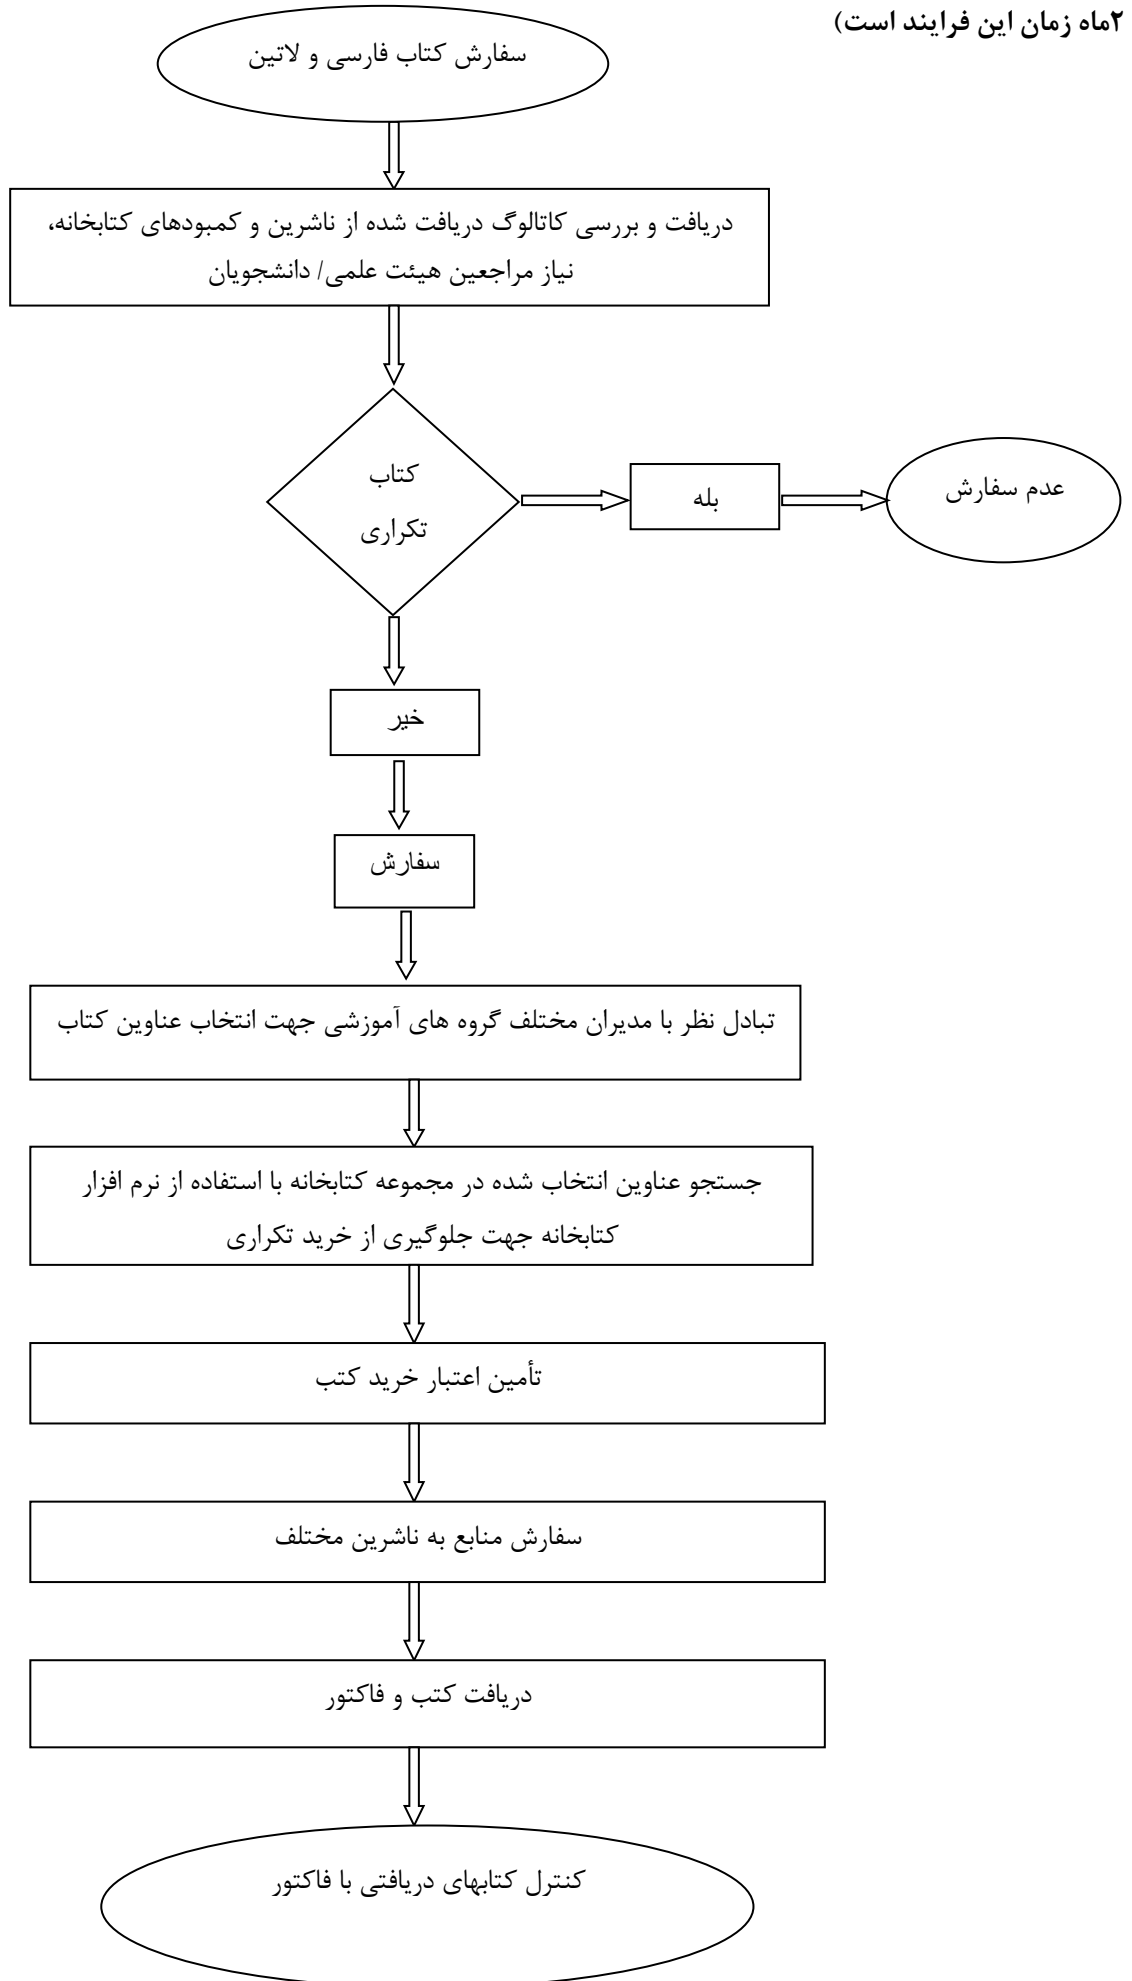 ۲ماه زمان این فرایند است)
سفارش کتاب فارسی و لاتین
دریافت و بررسی کاتالوگ دریافت شده از ناشرین و کمبودهای کتابخانه،
نیاز مراجعین هیئت علمی/ دانشجویان
کتاب
تکراری
بله
عدم سفارش
خیر
سفارش
تبادل نظر با مدیران مختلف گروه های آموزشی جهت انتخاب عناوین کتاب
جستجو عناوین انتخاب شده در مجموعه کتابخانه با استفاده از نرم افزار
کتابخانه جهت جلوگیری از خرید تکراری
تأمین اعتبار خرید کتب
سفارش منابع به ناشرین مختلف
دریافت کتب و فاکتور
کنترل کتابهای دریافتی با فاکتور